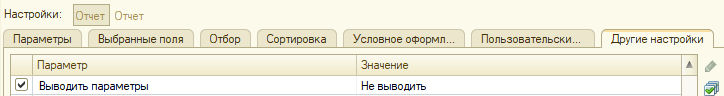 Настройки: Отчет Отчет
Параметры Выбранные поля Отбор Сортировка Условное оформл... Пользовательски... Другие настройки
Параметр Значение
Выводить параметры Не выводить